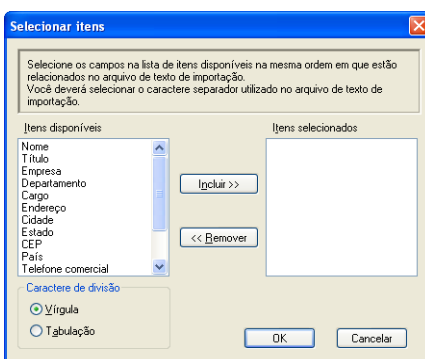 Selecionar itens
Selecione os campos na lista de itens disponíveis na mesma ordem em que estão
relacionados no arquivo de texto de importação.
Você deverá selecionar o caractere separador utilizado no arquivo de texto de
importação.
Itens disponíveis
Itens selecionados
Nome
Título
Empresa
Departamento
Cargo
Endereço
Cidade
Estado
CEP
País
Telefone comercial
Incluir >>
<< Remover
Caractere de divisão
Vírgula
Tabulação
OK
Cancelar